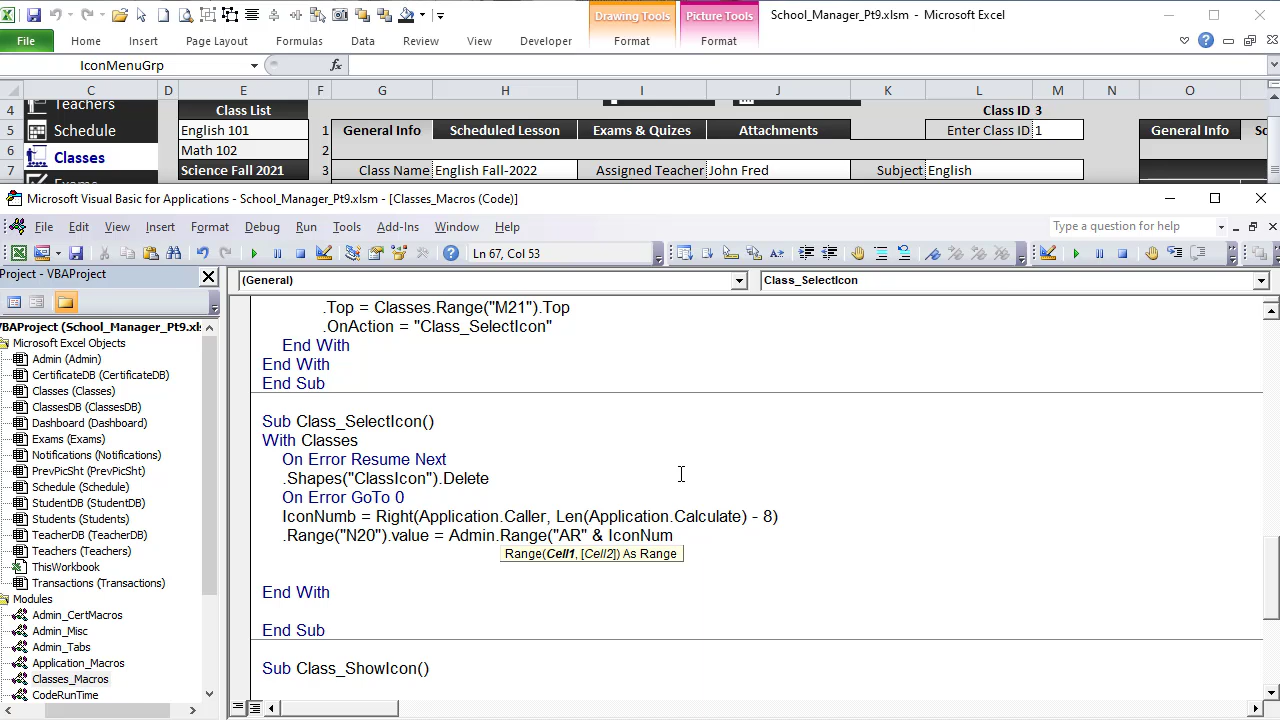 Drawing Tools
Picture Tools
School_Manager_Pt9.xlsm - Microsoft Excel
File Home Insert Page Layout Formulas Data Review View Developer Format Format
IconMenuGrp fx
C D E F G H I J K L M N O
4 Teachers Class List Class ID 3
5 Schedule English 101 1 General Info Scheduled Lesson Exams & Quizes Attachments Enter Class ID 1 General Info
6 Classes Math 102 2
7 Science Fall 2021 3 Class Name English Fall-2022 Assigned Teacher John Fred Subject English
Microsoft Visual Basic for Applications - School_Manager_Pt9.xlsm - [Classes_Macros (Code)]
File Edit View Insert Format Debug Run Tools Add-Ins Window Help Type a question for help
Ln 67, Col 53
Project - VBAProject
(General) Class_SelectIcon
VBAProject (School_Manager_Pt9.xls
Microsoft Excel Objects
Admin (Admin)
CertificateDB (CertificateDB)
Classes (Classes)
ClassesDB (ClassesDB)
Dashboard (Dashboard)
Exams (Exams)
Notifications (Notifications)
PrevPicSht (PrevPicSht)
Schedule (Schedule)
StudentDB (StudentDB)
Students (Students)
TeacherDB (TeacherDB)
Teachers (Teachers)
ThisWorkbook
Transactions (Transactions)
Modules
Admin_CertMacros
Admin_Misc
Admin_Tabs
Application_Macros
Classes_Macros
CodeRunTime
.Top = Classes.Range("M21").Top
.OnAction = "Class_SelectIcon"
End With
End With
End Sub
Sub Class_SelectIcon()
With Classes
On Error Resume Next
.Shapes("ClassIcon").Delete
On Error GoTo 0
IconNumb = Right(Application.Caller, Len(Application.Calculate) - 8)
.Range("N20").value = Admin.Range("AR" & IconNum
Range(Cell1, [Cell2]) As Range
End With
End Sub
Sub Class_ShowIcon()